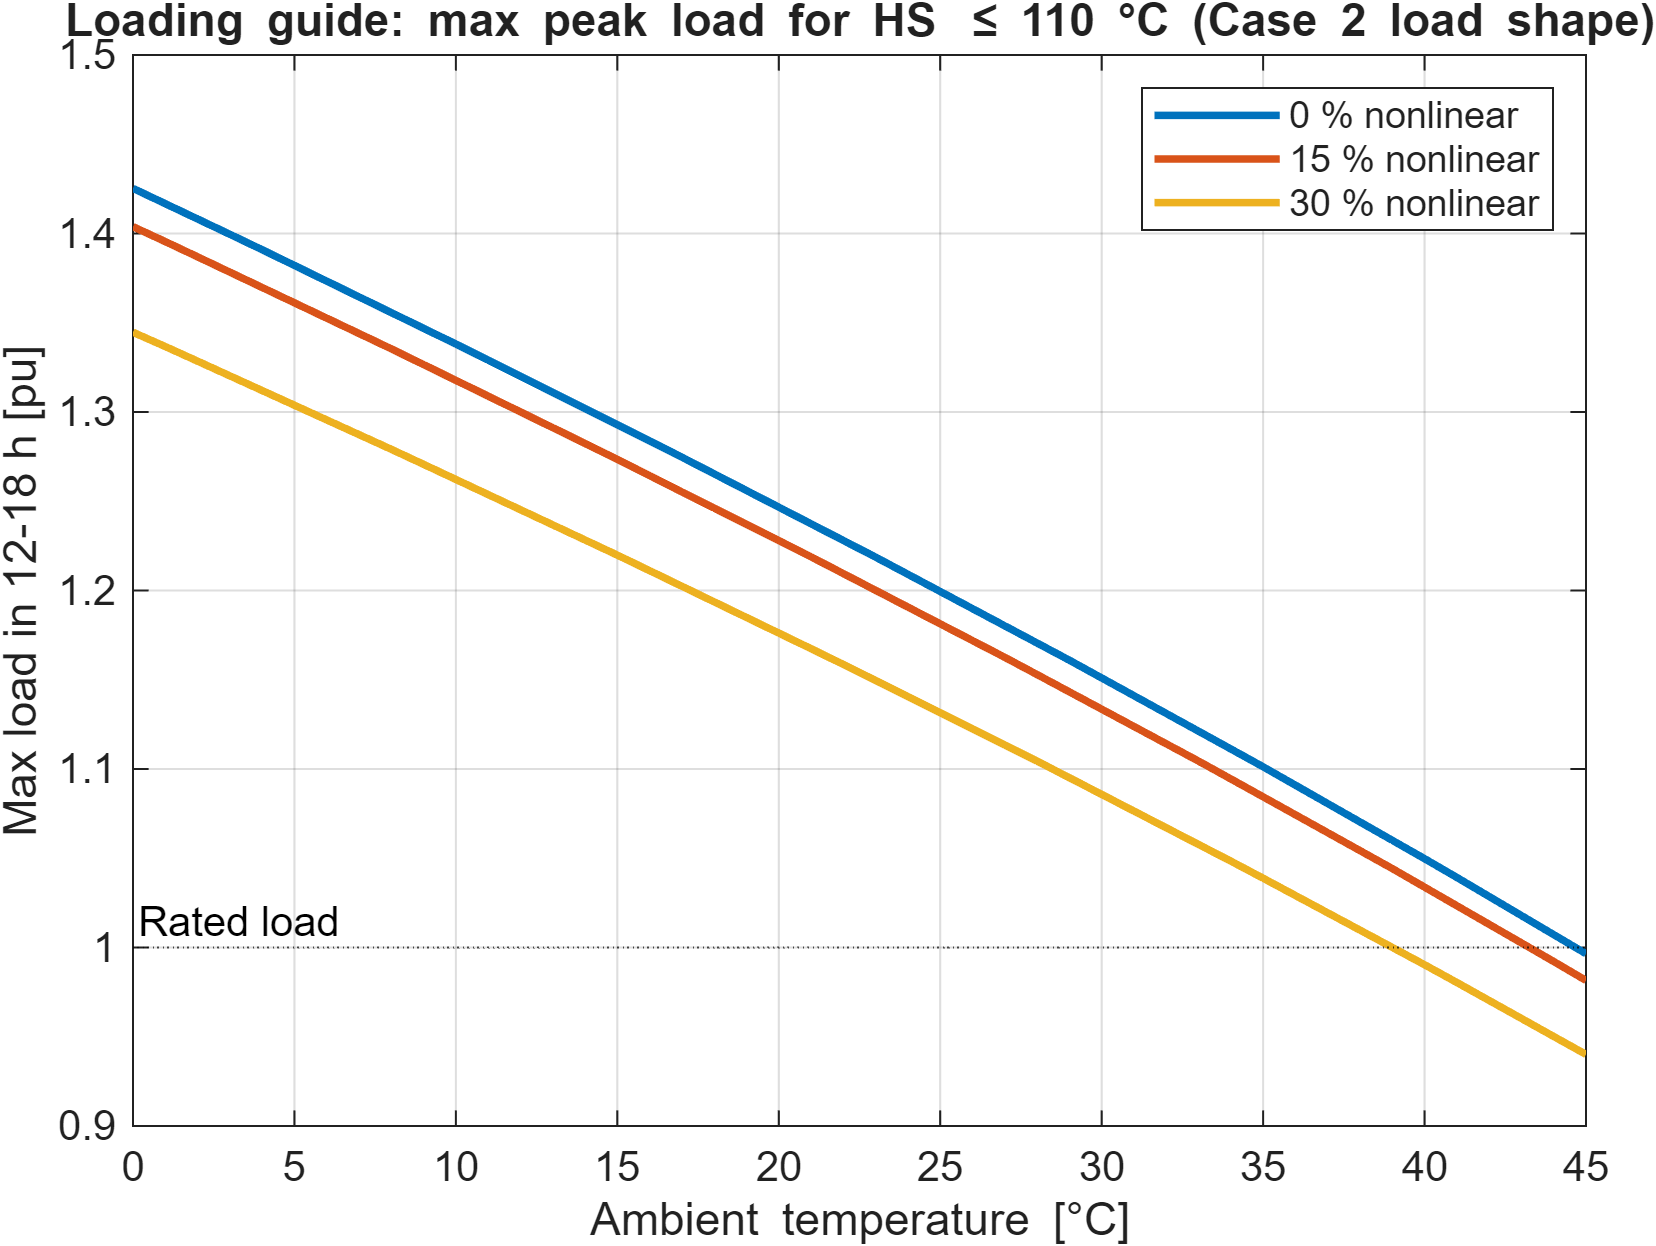 Loading guide: max peak load for HS ≤ 110 °C (Case 2 load shape)
1.5
1.4
1.3
1.2
1.1
1
0.9
Max load in 12-18 h [pu]
0 % nonlinear
15 % nonlinear
30 % nonlinear
Rated load
0 5 10 15 20 25 30 35 40 45
Ambient temperature [°C]